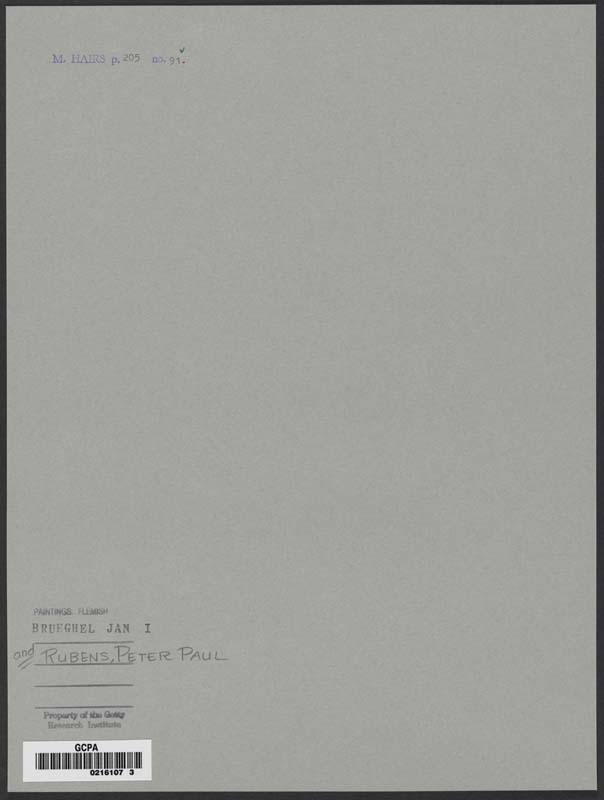 M. HAIRS p. 205 no. 91.
PAINTINGS: FLEMISH
BRUEGHEL JAN I
and RUBENS, PETER PAUL
Property of the Getty
Research Institute
GCPA
0216107 3